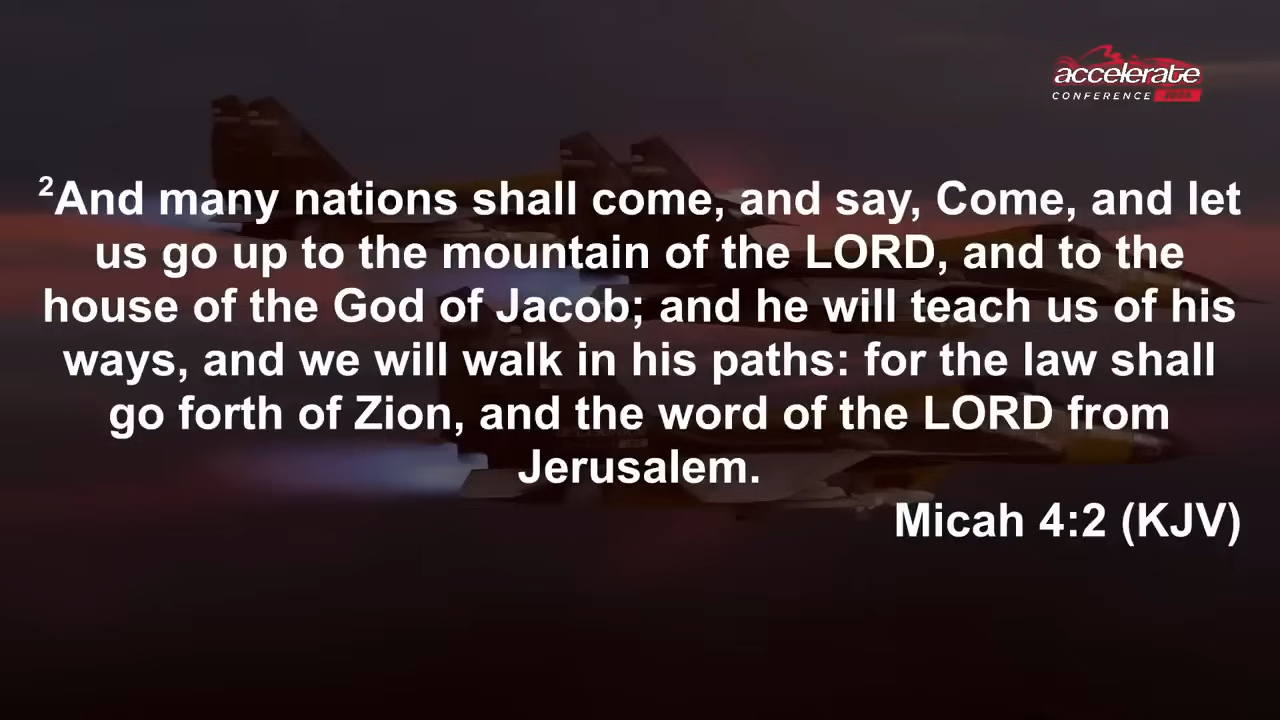 accelerate
CONFERENCE
²And many nations shall come, and say, Come, and let
us go up to the mountain of the LORD, and to the
house of the God of Jacob; and he will teach us of his
ways, and we will walk in his paths: for the law shall
go forth of Zion, and the word of the LORD from
Jerusalem.
Micah 4:2 (KJV)